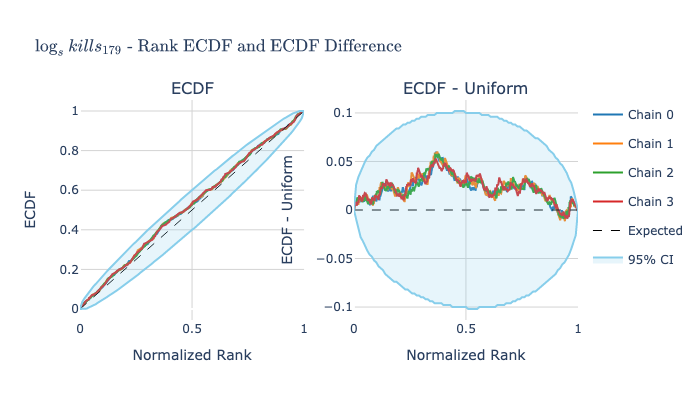 logₛ kills₁₇₉ - Rank ECDF and ECDF Difference
ECDF
ECDF - Uniform
1
0.8
0.6
0.4
0.2
0
0
0.5
1
ECDF
Normalized Rank
0.1
0.05
0
−0.05
−0.1
0
0.5
1
ECDF - Uniform
Normalized Rank
Chain 0
Chain 1
Chain 2
Chain 3
Expected
95% CI